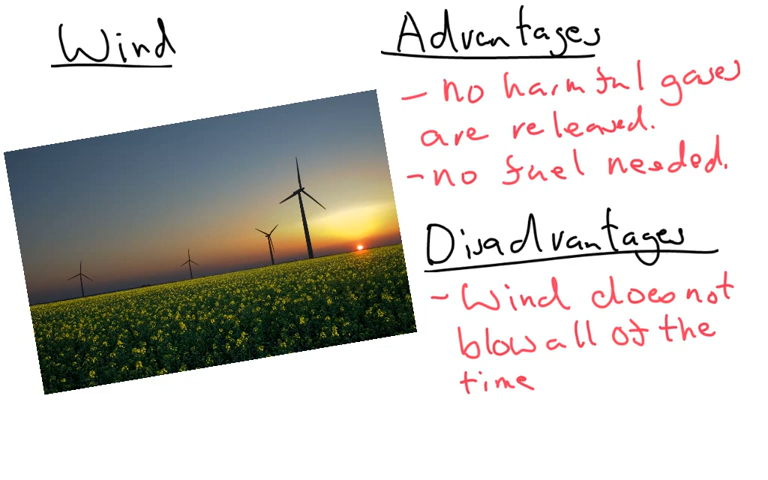 Wind
Advantages
- no harmful gases
are released.
- no fuel needed.
Disadvantages
- Wind does not
blow all of the
time